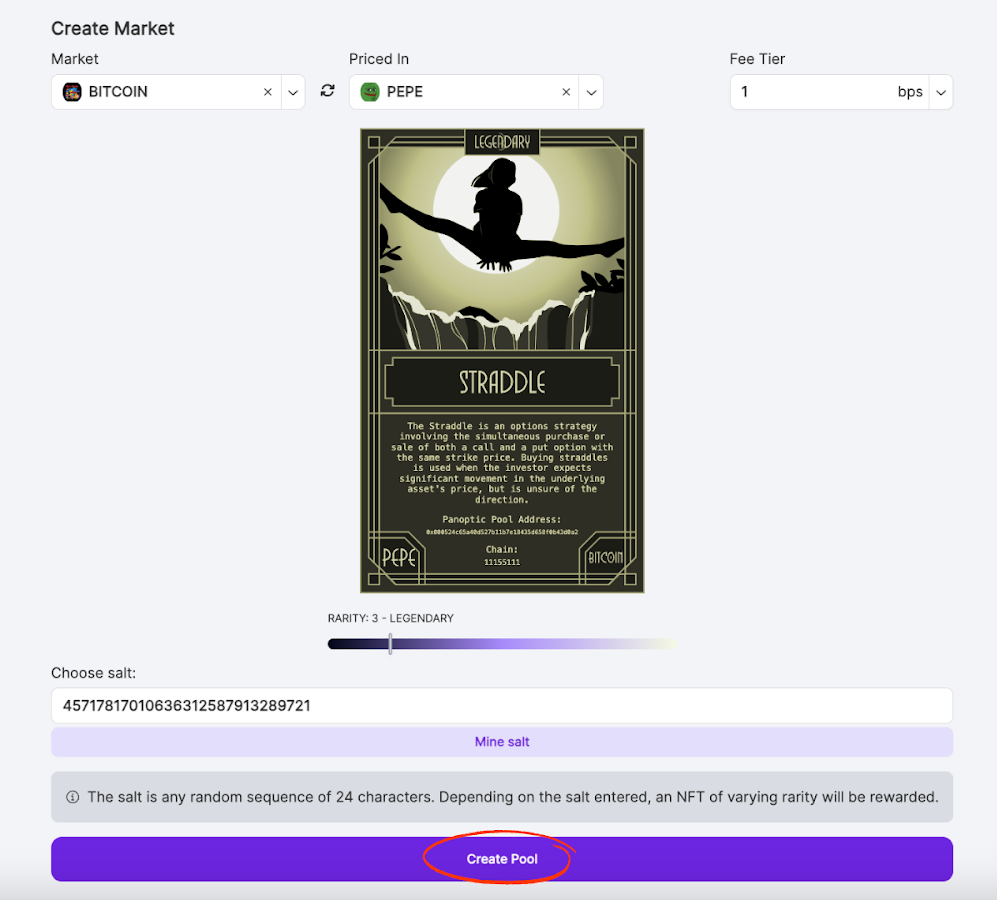 Create Market
Market
Priced In
Fee Tier
BITCOIN
PEPE
1 bps
LEGENDARY
STRADDLE
The Straddle is an options strategy
involving the simultaneous purchase or
sale of both a call and a put option with
the same strike price. Buying straddles
is used when the investor expects
significant movement in the underlying
asset's price, but is unsure of the
direction.
Panoptic Pool Address:
Chain:
11155111
PEPE
BITCOIN
RARITY: 3 - LEGENDARY
Choose salt:
45717817010636312587913289721
Mine salt
The salt is any random sequence of 24 characters. Depending on the salt entered, an NFT of varying rarity will be rewarded.
Create Pool